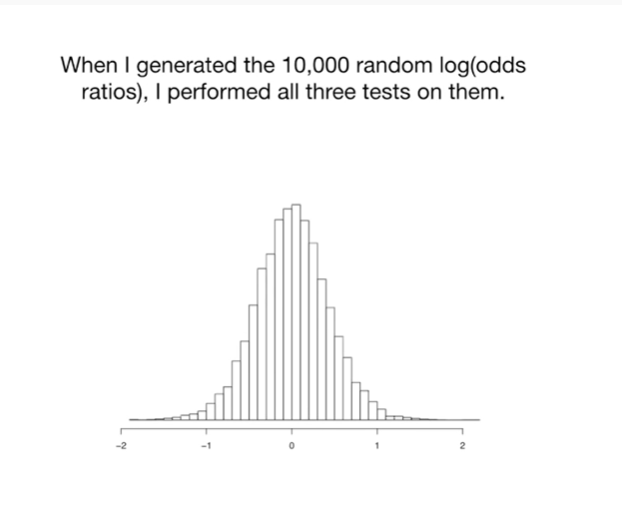 When I generated the 10,000 random log(odds
ratios), I performed all three tests on them.
-2 -1 0 1 2